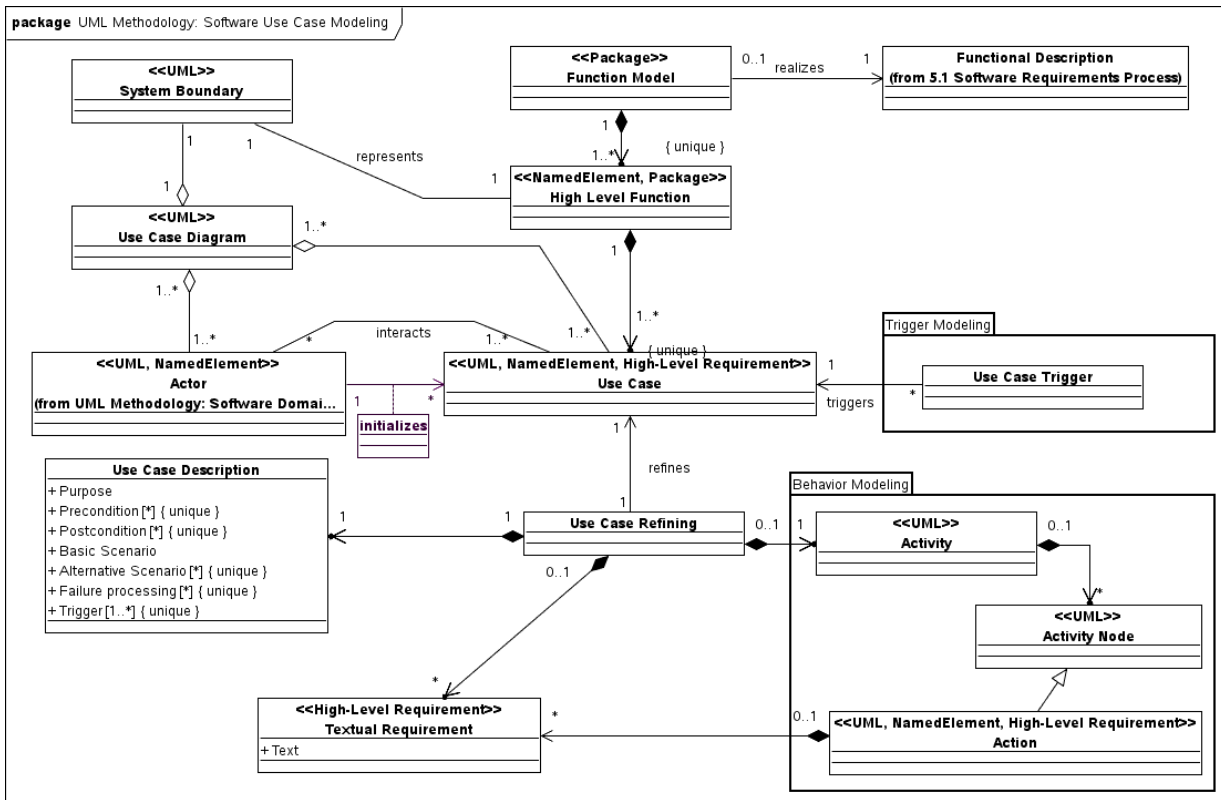 package UML Methodology: Software Use Case Modeling
<<UML>>
System Boundary
<<Package>>
Function Model
0..1
realizes
1
Functional Description
(from 5.1 Software Requirements Process)
1
1
represents
1
1..*
{ unique }
1
<<NamedElement, Package>>
High Level Function
1
<<UML>>
Use Case Diagram
1..*
1
1..*
1..*
interacts
*
1..*
1..*
1..*
{ unique }
<<UML, NamedElement>>
Actor
(from UML Methodology: Software Domai...
1
*
initializes
<<UML, NamedElement, High-Level Requirement>>
Use Case
1
triggers
*
Trigger Modeling
Use Case Trigger
1
refines
1
Use Case Description
+ Purpose
+ Precondition [*] { unique }
+ Postcondition [*] { unique }
+ Basic Scenario
+ Alternative Scenario [*] { unique }
+ Failure processing [*] { unique }
+ Trigger [1..*] { unique }
1
1
Use Case Refining
0..1
1
0..1
Behavior Modeling
<<UML>>
Activity
0..1
*
<<UML>>
Activity Node
*
<<High-Level Requirement>>
Textual Requirement
+ Text
*
0..1
<<UML, NamedElement, High-Level Requirement>>
Action